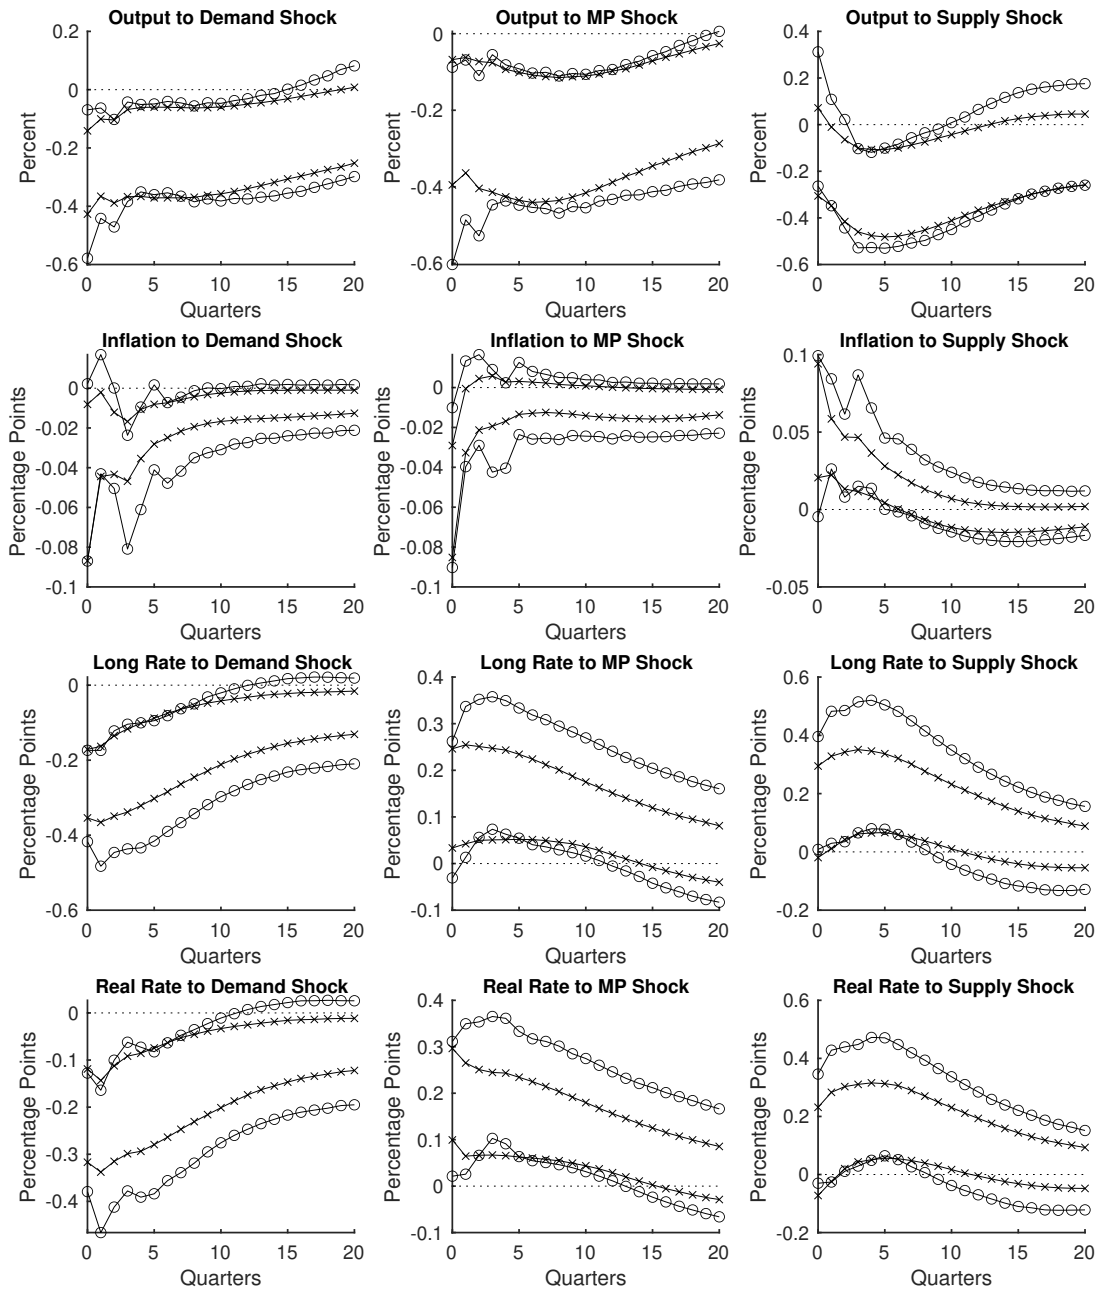 Output to Demand Shock
0.2
0
-0.2
-0.4
-0.6
Percent
0 5 10 15 20
Quarters
Output to MP Shock
0
-0.2
-0.4
-0.6
Percent
0 5 10 15 20
Quarters
Output to Supply Shock
0.4
0.2
0
-0.2
-0.4
-0.6
Percent
0 5 10 15 20
Quarters
Inflation to Demand Shock
0
-0.02
-0.04
-0.06
-0.08
-0.1
Percentage Points
0 5 10 15 20
Quarters
Inflation to MP Shock
0
-0.02
-0.04
-0.06
-0.08
-0.1
Percentage Points
0 5 10 15 20
Quarters
Inflation to Supply Shock
0.1
0.05
0
-0.05
Percentage Points
0 5 10 15 20
Quarters
Long Rate to Demand Shock
0
-0.2
-0.4
-0.6
Percentage Points
0 5 10 15 20
Quarters
Long Rate to MP Shock
0.4
0.3
0.2
0.1
0
-0.1
Percentage Points
0 5 10 15 20
Quarters
Long Rate to Supply Shock
0.6
0.4
0.2
0
-0.2
Percentage Points
0 5 10 15 20
Quarters
Real Rate to Demand Shock
0
-0.1
-0.2
-0.3
-0.4
Percentage Points
0 5 10 15 20
Quarters
Real Rate to MP Shock
0.4
0.3
0.2
0.1
0
-0.1
Percentage Points
0 5 10 15 20
Quarters
Real Rate to Supply Shock
0.6
0.4
0.2
0
-0.2
Percentage Points
0 5 10 15 20
Quarters